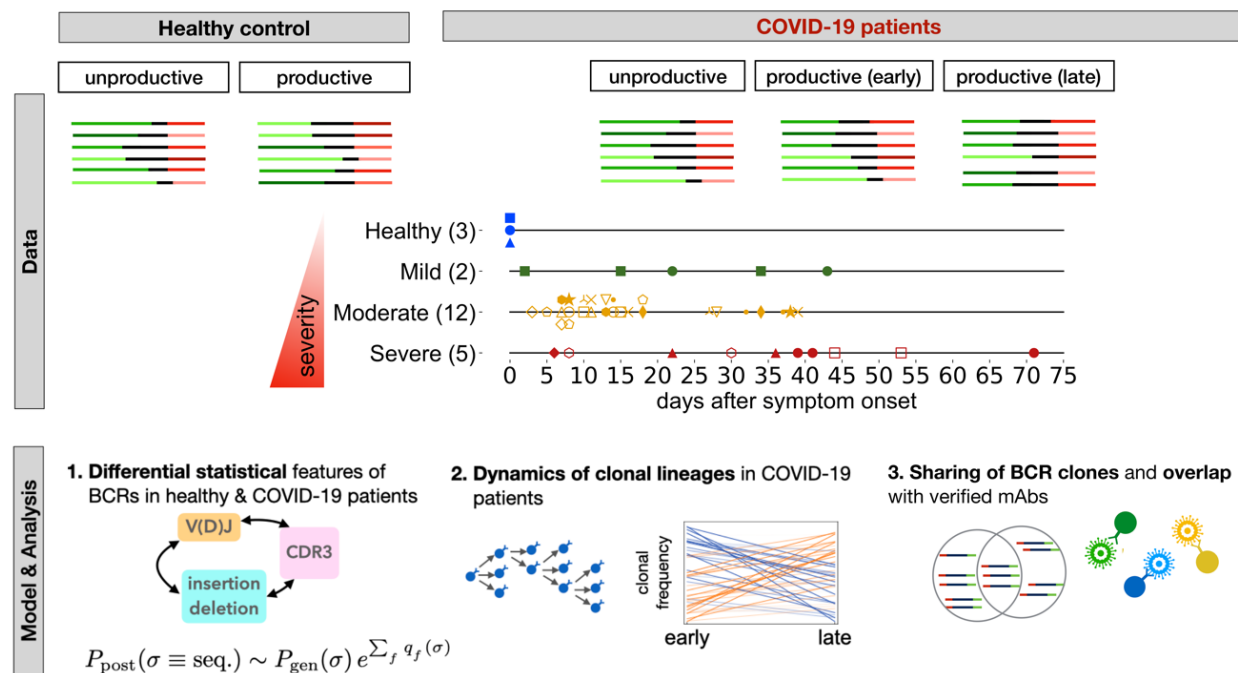 Healthy control
COVID-19 patients
unproductive
productive
unproductive
productive (early)
productive (late)
Data
severity
Healthy (3)
Mild (2)
Moderate (12)
Severe (5)
0 5 10 15 20 25 30 35 40 45 50 55 60 65 70 75
days after symptom onset
Model & Analysis
1. Differential statistical features of
BCRs in healthy & COVID-19 patients
V(D)J
CDR3
insertion
deletion
P_post(σ ≡ seq.) ∼ P_gen(σ) e^{∑_f q_f(σ)}
2. Dynamics of clonal lineages in COVID-19
patients
clonal
frequency
early
late
3. Sharing of BCR clones and overlap
with verified mAbs